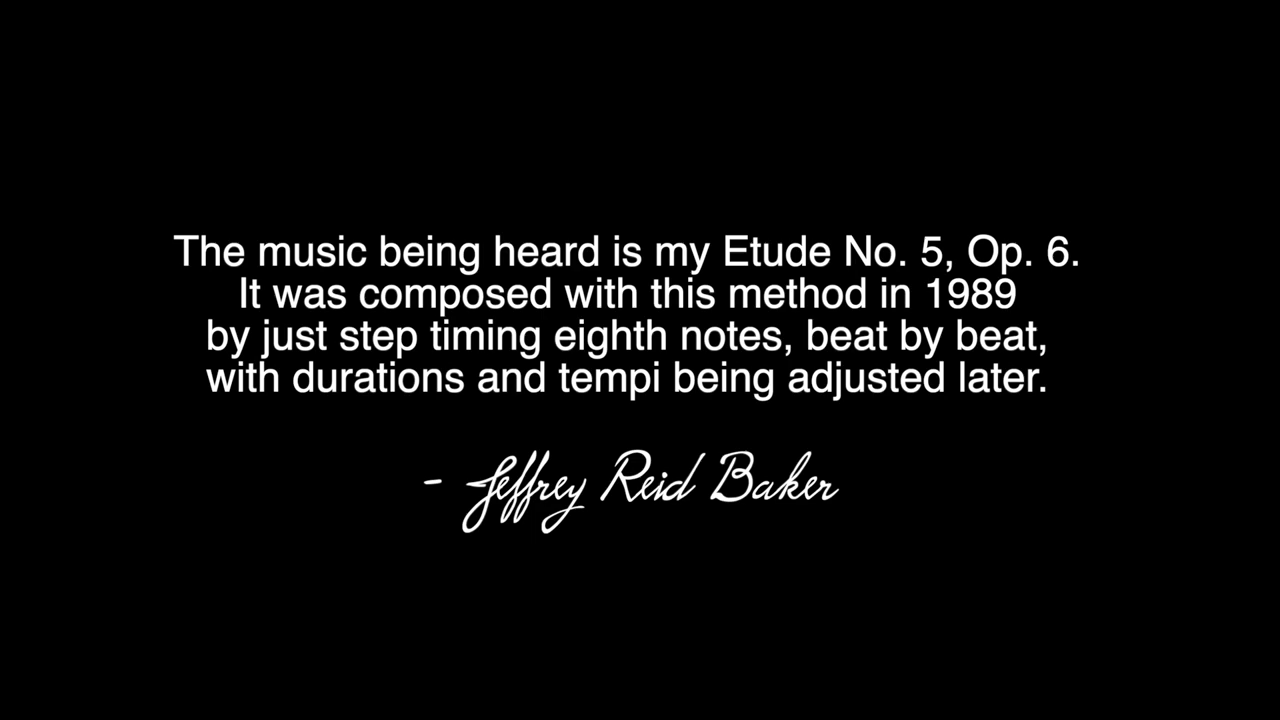 The music being heard is my Etude No. 5, Op. 6.
It was composed with this method in 1989
by just step timing eighth notes, beat by beat,
with durations and tempi being adjusted later.
- Jeffrey Reid Baker